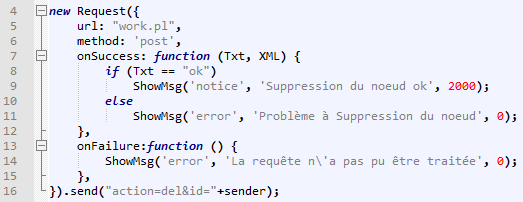 4 new Request({
5 url: "work.pl",
6 method: 'post',
7 onSuccess: function (Txt, XML) {
8 if (Txt == "ok")
9 ShowMsg('notice', 'Suppression du noeud ok', 2000);
10 else
11 ShowMsg('error', 'Problème à Suppression du noeud', 0);
12 },
13 onFailure:function () {
14 ShowMsg('error', 'La requête n\'a pas pu être traitée', 0);
15 },
16 }).send("action=del&id="+sender);